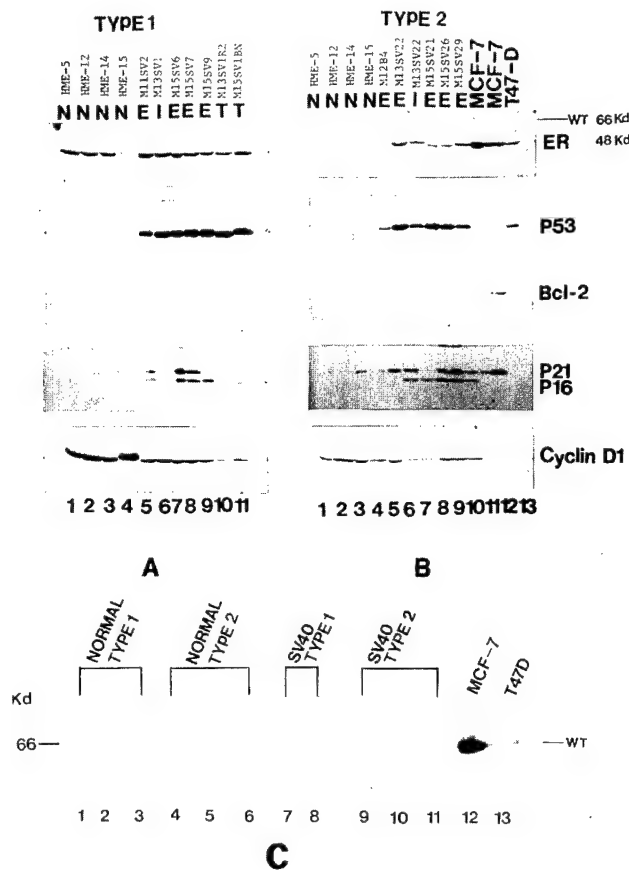 TYPE 1
HME-5 HME-12 HME-14 HME-15 M11SV2 M13SV1 M15SV6 M15SV7 M15SV9 M13SV1R2 M15SV1BN
N N N N E I E E E T T
TYPE 2
HME-5 HME-12 HME-14 HME-15 M12B4 M13SV22 M13SV22 M15SV21 M15SV26 M15SV29 MCF-7 MCF-7 T47-D
N N N N E E I E E E
WT 66 Kd
ER 48 Kd
P53
Bcl-2
P21
P16
Cyclin D1
1 2 3 4 5 6 7 8 9 10 11
1 2 3 4 5 6 7 8 9 10 11 12 13
A
B
NORMAL TYPE 1
NORMAL TYPE 2
SV40 TYPE 1
SV40 TYPE 2
MCF-7
T47D
Kd
66
WT
1 2 3 4 5 6 7 8 9 10 11 12 13
C